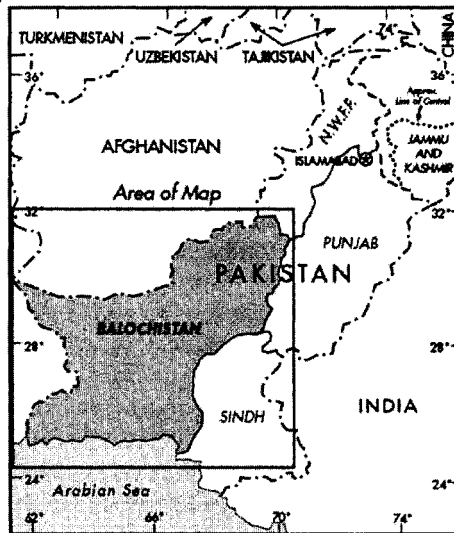 74°
TURKMENISTAN
CHINA
UZBEKISTAN
TAJIKISTAN
36°
36°
Approx.
Line of Control
N.W.F.P.
AFGHANISTAN
ISLAMABAD
JAMMU
AND
KASHMIR
Area of Map
32°
32°
PUNJAB
PAKISTAN
BALOCHISTAN
28°
28°
SINDH
INDIA
24°
24°
Arabian Sea
62°
66°
70°
74°